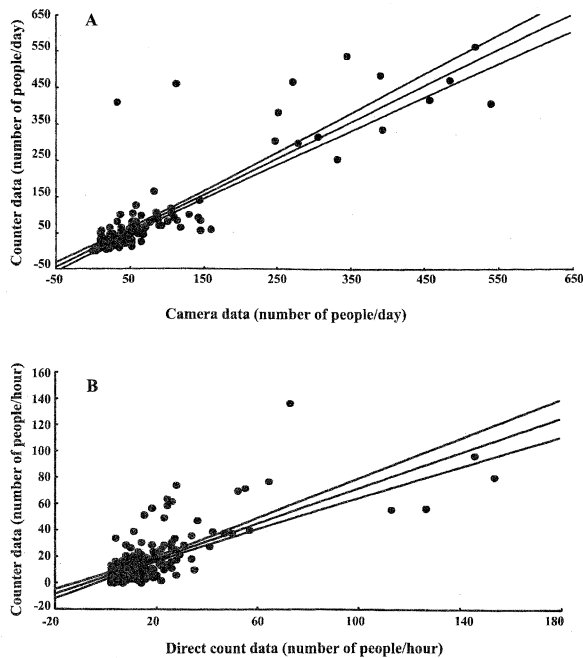 A
Counter data (number of people/day)
650
550
450
350
250
150
50
-50
-50 50 150 250 350 450 550 650
Camera data (number of people/day)
B
Counter data (number of people/hour)
160
140
120
100
80
60
40
20
0
-20
-20 20 60 100 140 180
Direct count data (number of people/hour)